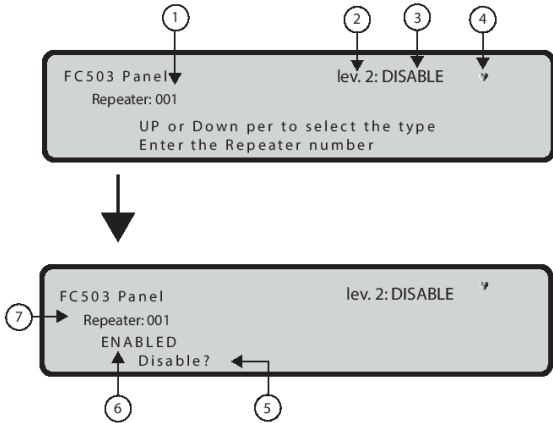 1 2 3 4
FC503 Panel lev. 2: DISABLE
Repeater: 001
UP or Down per to select the type
Enter the Repeater number
FC503 Panel lev. 2: DISABLE
7
Repeater: 001
ENABLED
Disable?
6 5